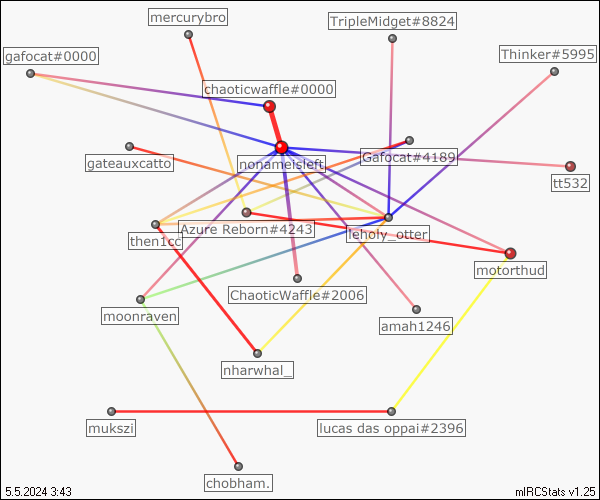 mercurybro
TripleMidget#8824
gafocat#0000
Thinker#5995
chaoticwaffle#0000
gateauxcatto
nonameisleft
Gafocat#4189
tt532
Azure Reborn#4243
then1cc
leholy_otter
motorthud
ChaoticWaffle#2006
moonraven
amah1246
nharwhal_
mukszi
lucas das oppai#2396
chobham.
5.5.2024 3:43
mIRCStats v1.25